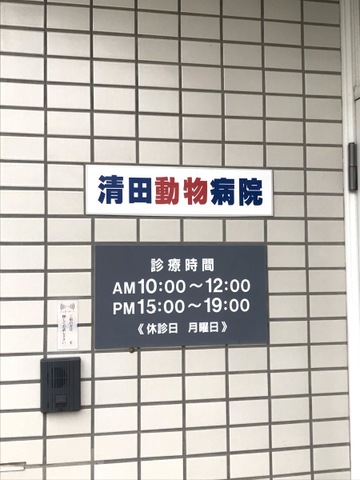 清田動物病院
診療時間
AM10:00〜12:00
PM15:00〜19:00
《休診日 月曜日》